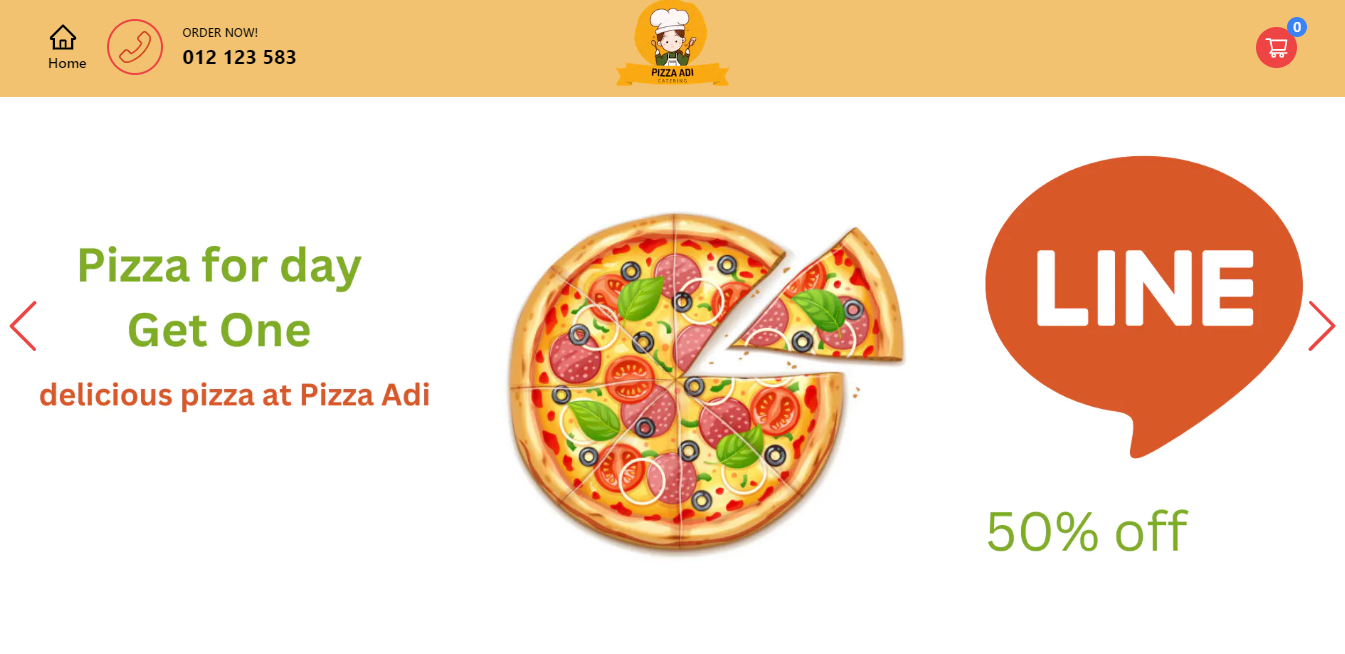 Home
ORDER NOW!
012 123 583
PIZZA ADI
CATERING
0
Pizza for day
Get One
delicious pizza at Pizza Adi
LINE
50% off